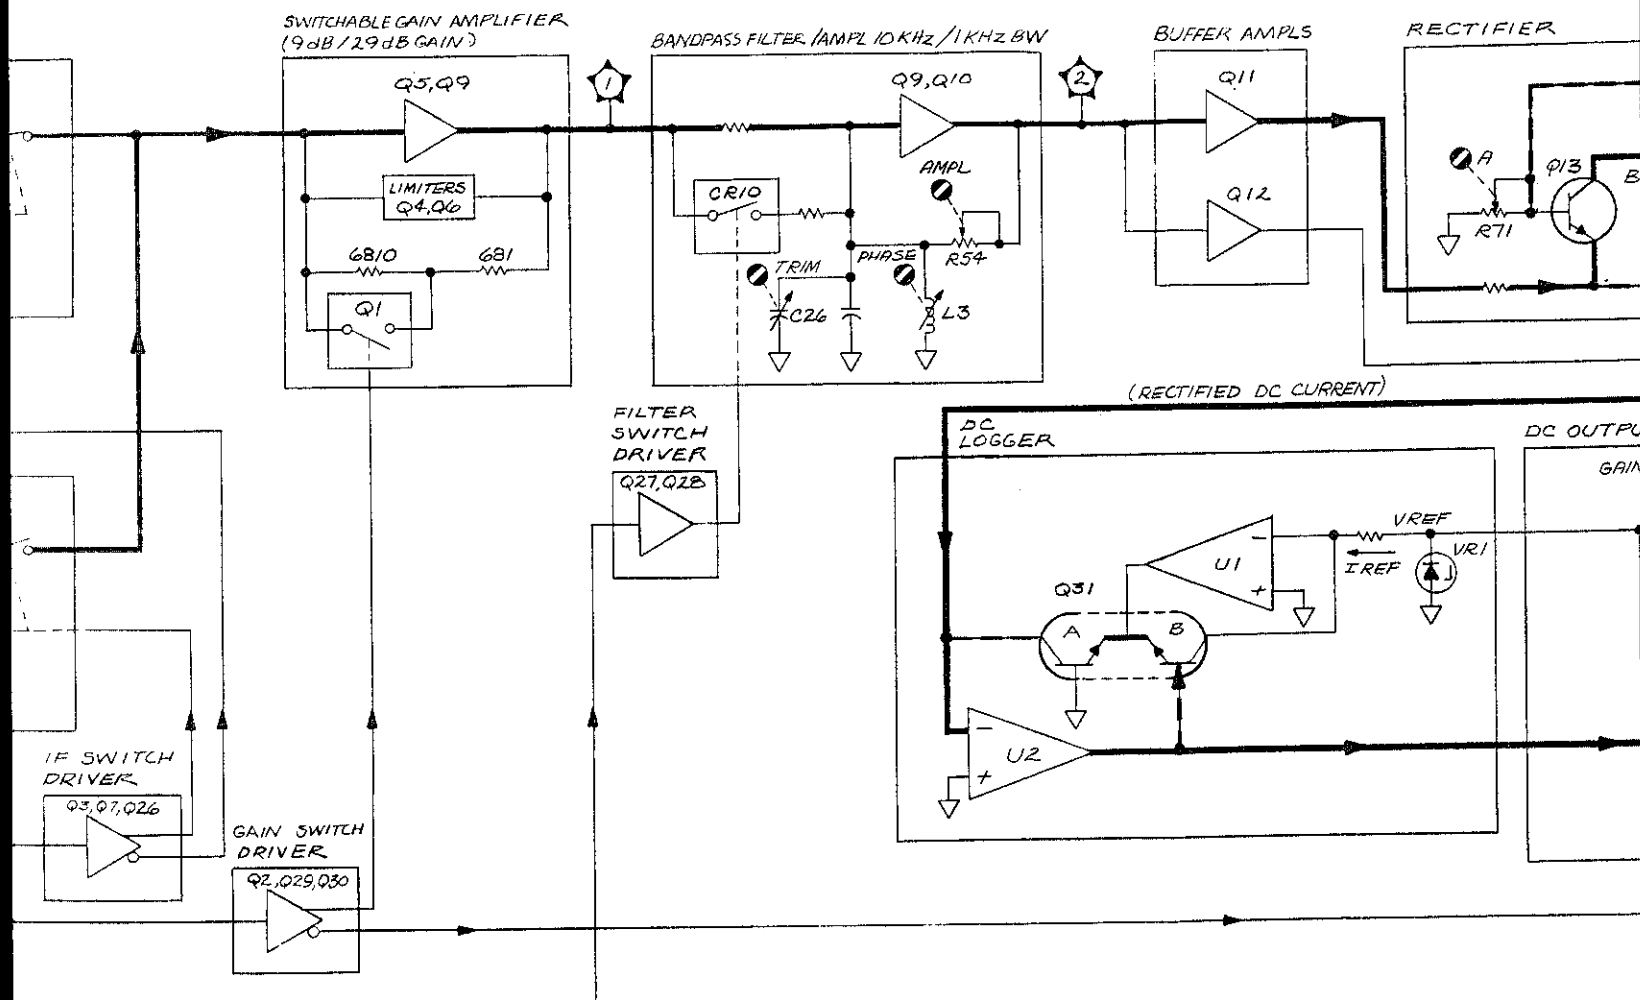 SWITCHABLE GAIN AMPLIFIER
(9dB/29dB GAIN)
Q5,Q9
LIMITERS
Q4,Q6
6810
681
Q1
1
BANDPASS FILTER/AMPL 10KHz/1KHz BW
Q9,Q10
AMPL
CR10
R54
TRIM
PHASE
C26
L3
2
BUFFER AMPLS
Q11
Q12
RECTIFIER
A
Q13
B
R71
(RECTIFIED DC CURRENT)
FILTER
SWITCH
DRIVER
Q27,Q28
DC
LOGGER
VREF
U1
-
+
IREF
VR1
Q31
A
B
-
U2
+
DC OUTPU
GAIN
IF SWITCH
DRIVER
Q3,Q7,Q26
GAIN SWITCH
DRIVER
Q2,Q29,Q30